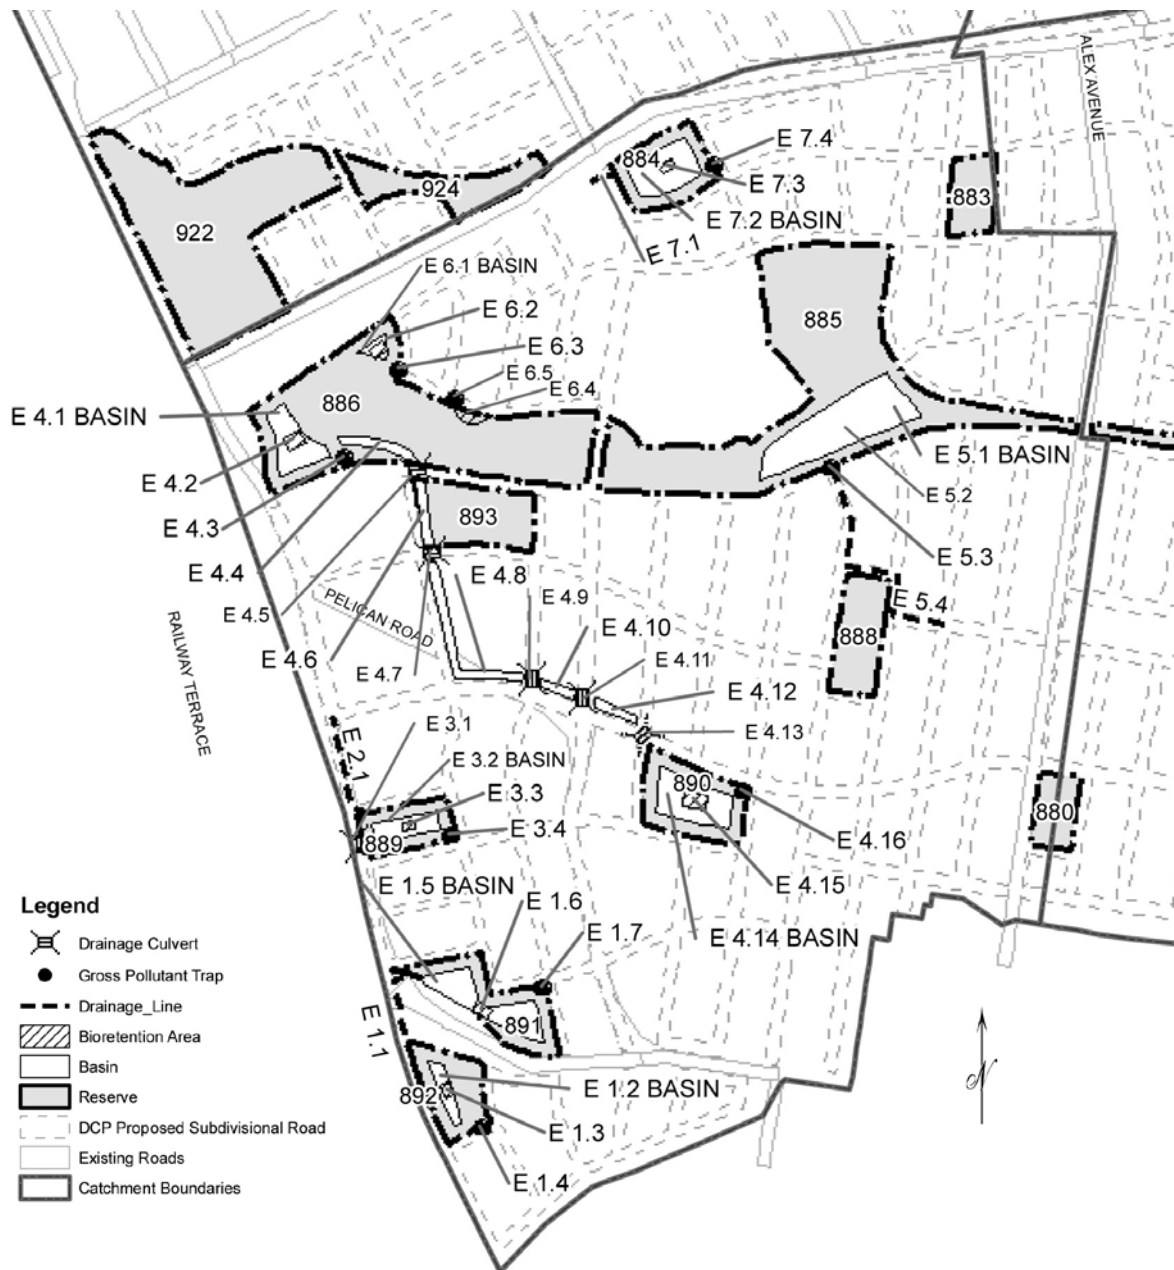 ALEX AVENUE
E 7.4
884
E 7.3
883
924
E 7.2 BASIN
922
E 7.1
E 6.1 BASIN
E 6.2
885
E 6.3
E 6.5
E 6.4
886
E 4.1 BASIN
E 5.1 BASIN
E 4.2
E 5.2
893
E 4.3
E 5.3
E 4.4
E 4.8
E 4.9
E 5.4
PELICAN ROAD
E 4.5
E 4.10
888
E 4.6
E 4.11
E 4.7
E 4.12
RAILWAY TERRACE
E 3.1
E 4.13
E 2.1
E 3.2 BASIN
890
E 3.3
880
E 3.4
E 4.16
889
E 1.5 BASIN
E 4.15
E 1.6
E 1.7
E 4.14 BASIN
891
E 1.1
892
E 1.2 BASIN
E 1.3
E 1.4
N
Legend
Drainage Culvert
Gross Pollutant Trap
Drainage_Line
Bioretention Area
Basin
Reserve
DCP Proposed Subdivisional Road
Existing Roads
Catchment Boundaries